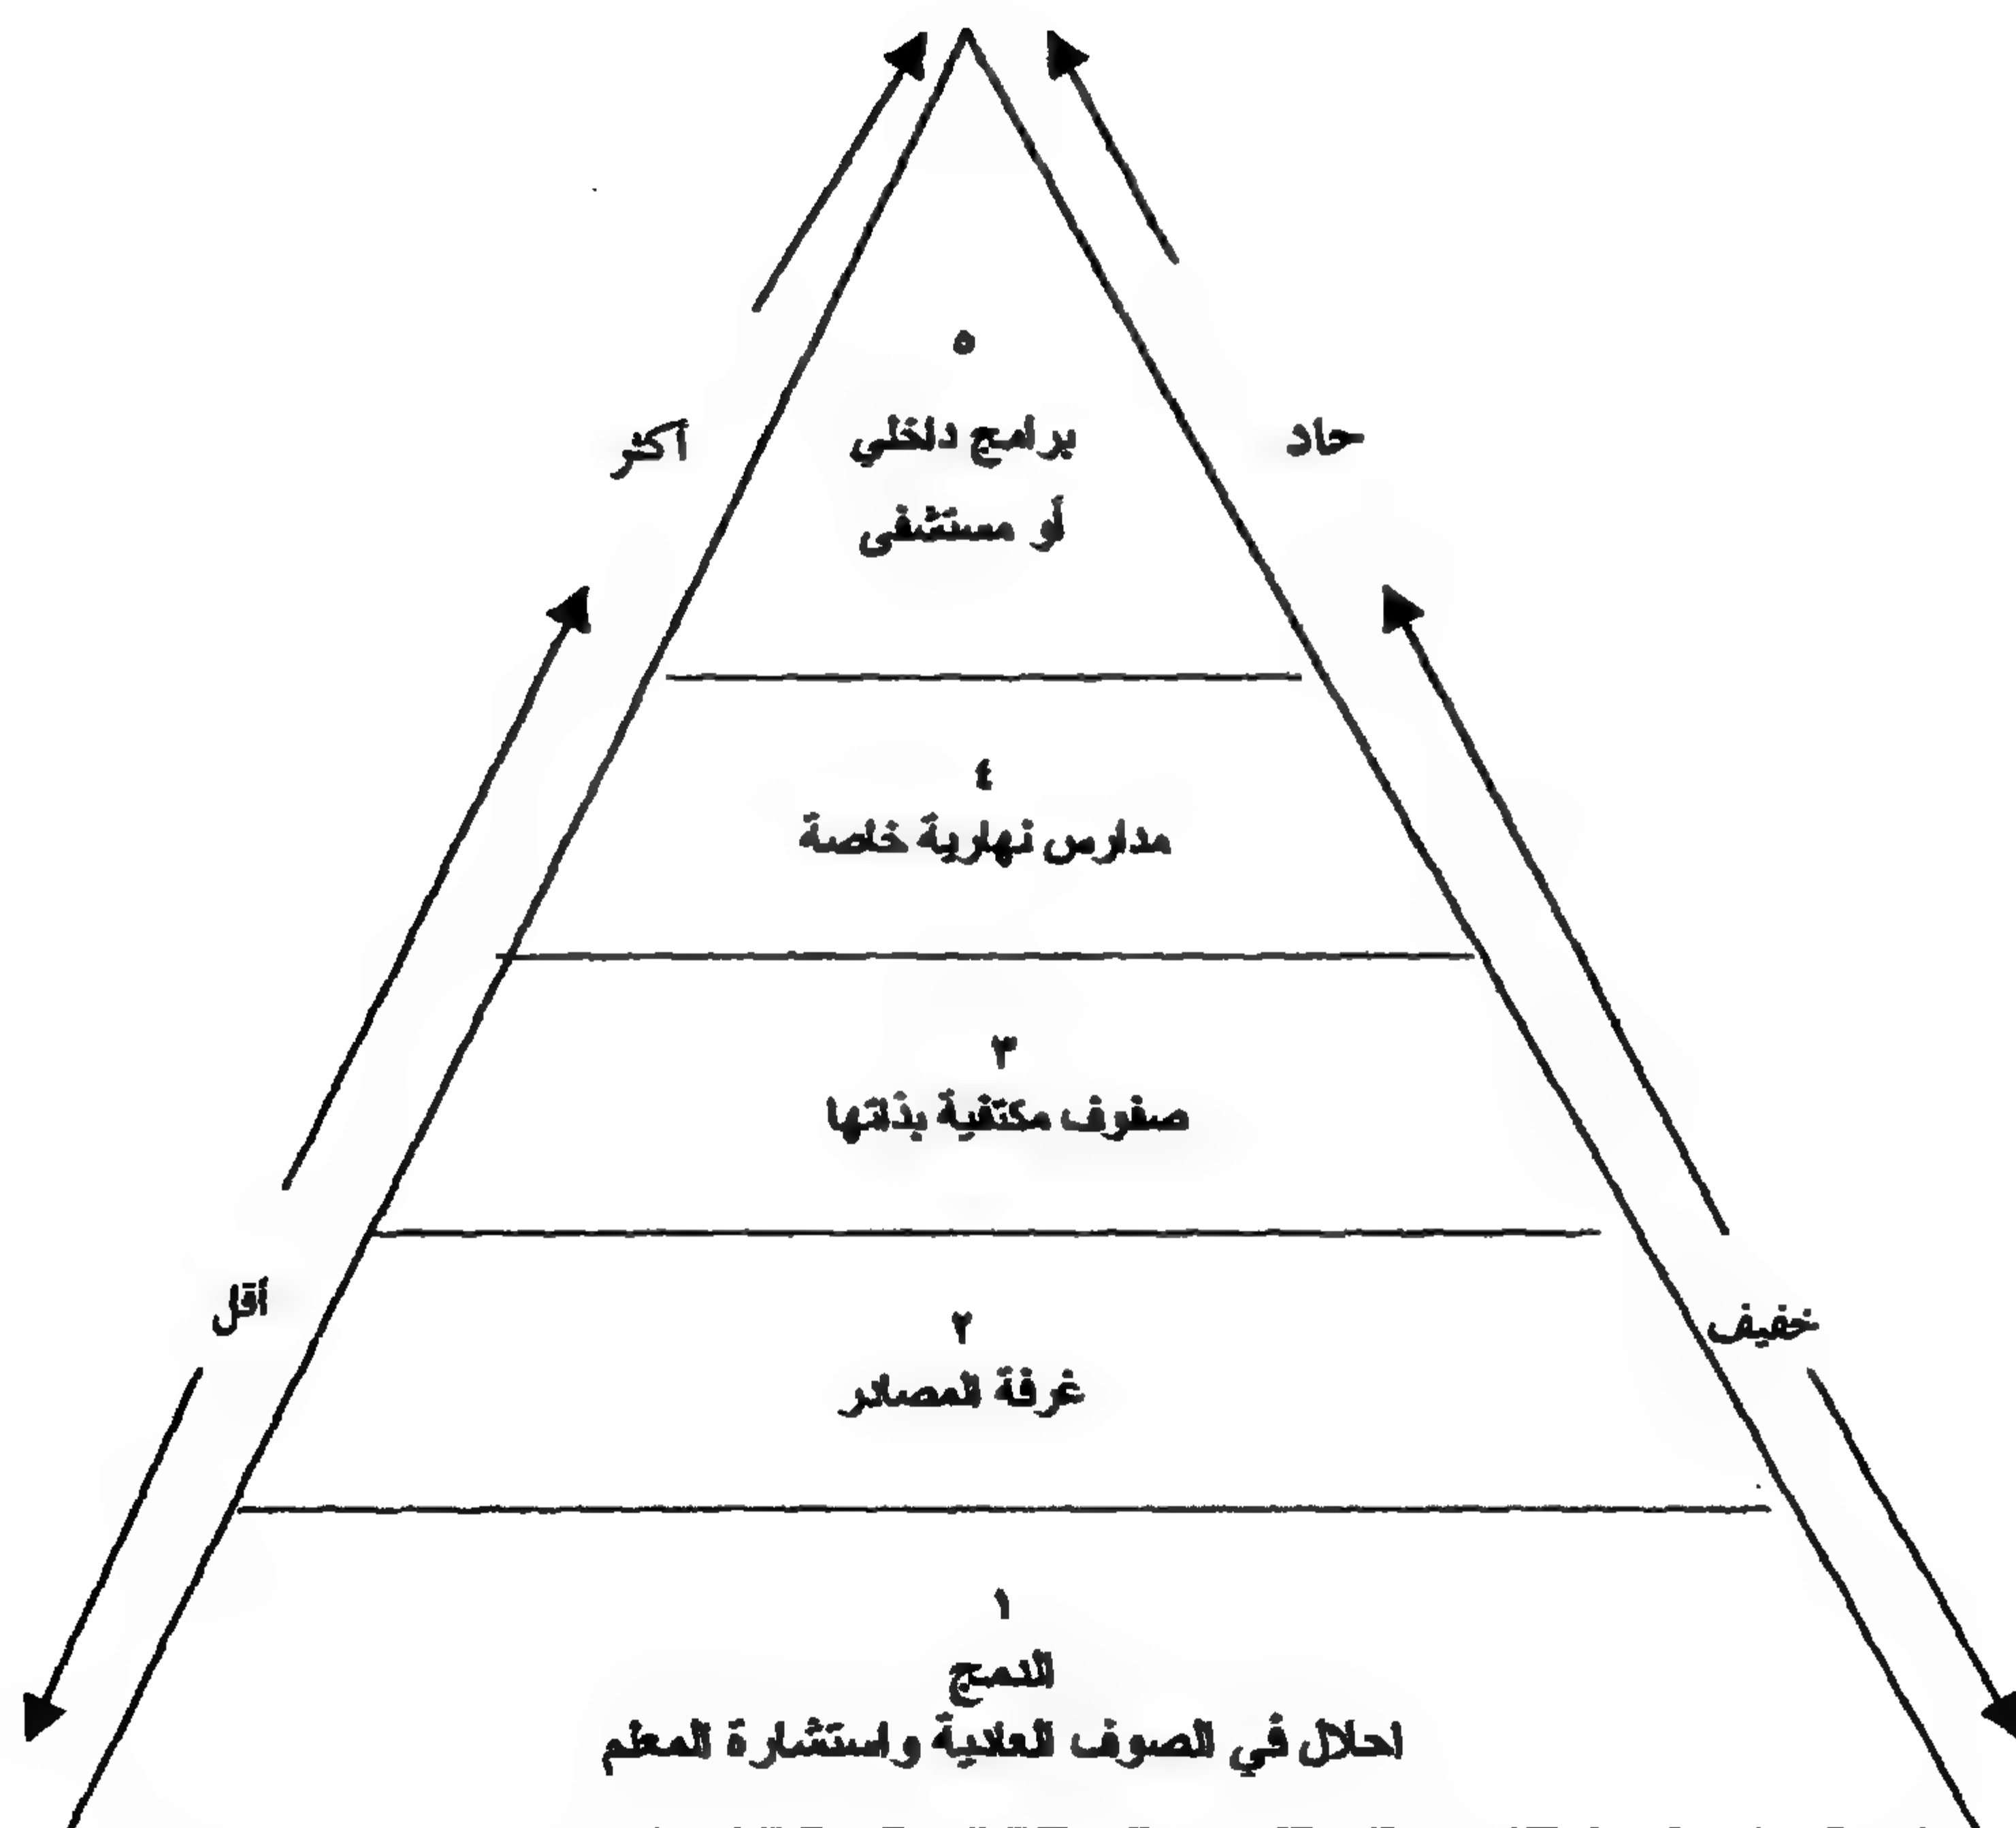 ٥
برامج داخلي
أو مستشفى
حاد
اكثر
٤
مدارس نهارية خاصة
٣
صفوف مكتفية بذاتها
خفيف
أقل
٢
غرفة المصادر
١
الدمج
احلال في الصوف العادية واستشارة المعلم